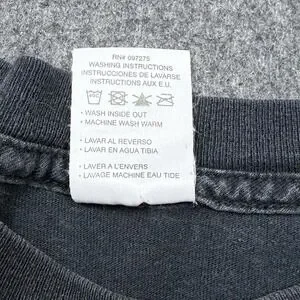 RN# 097275
WASHING INSTRUCTIONS
INSTRUCCIONES DE LAVARSE
INSTRUCTIONS AUX E.U.
• WASH INSIDE OUT
• MACHINE WASH WARM
• LAVAR AL REVERSO
• LAVAR EN AGUA TIBIA
• LAVER A L'ENVERS
• LAVAGE MACHINE EAU TIDE